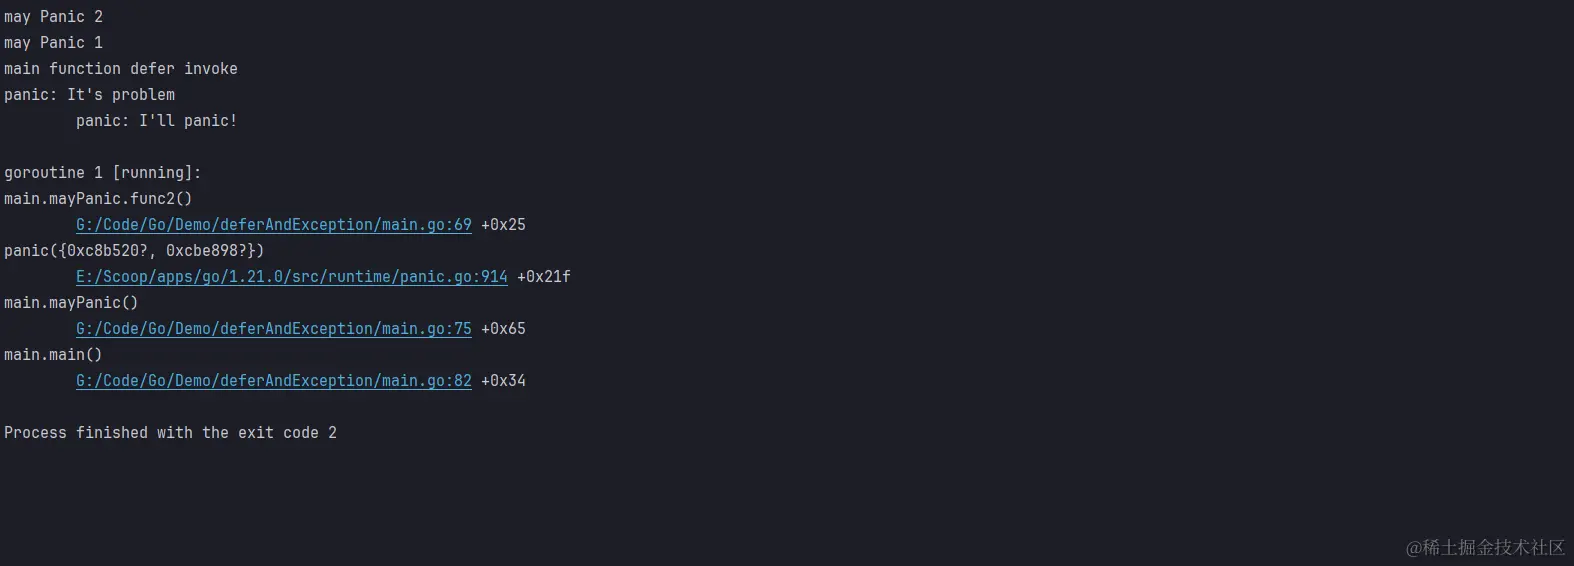 may Panic 2
may Panic 1
main function defer invoke
panic: It's problem
panic: I'll panic!
goroutine 1 [running]:
main.mayPanic.func2()
G:/Code/Go/Demo/deferAndException/main.go:69 +0x25
panic({0xc8b520?, 0xcbe898?})
E:/Scoop/apps/go/1.21.0/src/runtime/panic.go:914 +0x21f
main.mayPanic()
G:/Code/Go/Demo/deferAndException/main.go:75 +0x65
main.main()
G:/Code/Go/Demo/deferAndException/main.go:82 +0x34
Process finished with the exit code 2
@稀土掘金技术社区